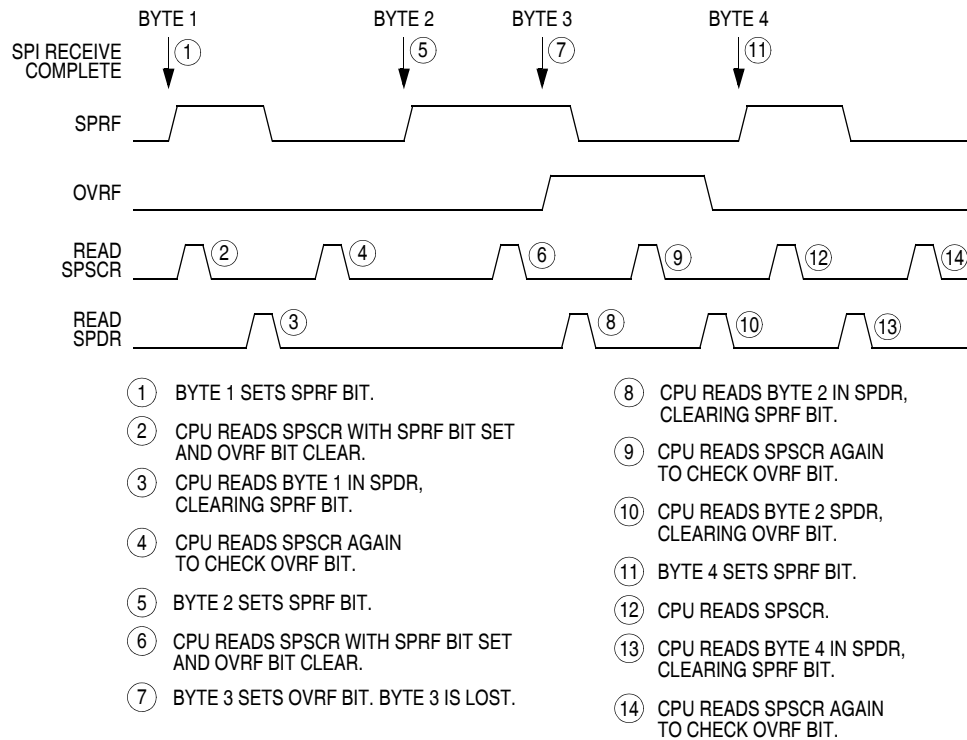 BYTE 1 BYTE 2 BYTE 3 BYTE 4
SPI RECEIVE
COMPLETE
1 5 7 11
SPRF
OVRF
READ
SPSCR
2 4 6 9 12 14
READ
SPDR
3 8 10 13
1 BYTE 1 SETS SPRF BIT.
2 CPU READS SPSCR WITH SPRF BIT SET
AND OVRF BIT CLEAR.
3 CPU READS BYTE 1 IN SPDR,
CLEARING SPRF BIT.
4 CPU READS SPSCR AGAIN
TO CHECK OVRF BIT.
5 BYTE 2 SETS SPRF BIT.
6 CPU READS SPSCR WITH SPRF BIT SET
AND OVRF BIT CLEAR.
7 BYTE 3 SETS OVRF BIT. BYTE 3 IS LOST.
8 CPU READS BYTE 2 IN SPDR,
CLEARING SPRF BIT.
9 CPU READS SPSCR AGAIN
TO CHECK OVRF BIT.
10 CPU READS BYTE 2 SPDR,
CLEARING OVRF BIT.
11 BYTE 4 SETS SPRF BIT.
12 CPU READS SPSCR.
13 CPU READS BYTE 4 IN SPDR,
CLEARING SPRF BIT.
14 CPU READS SPSCR AGAIN
TO CHECK OVRF BIT.